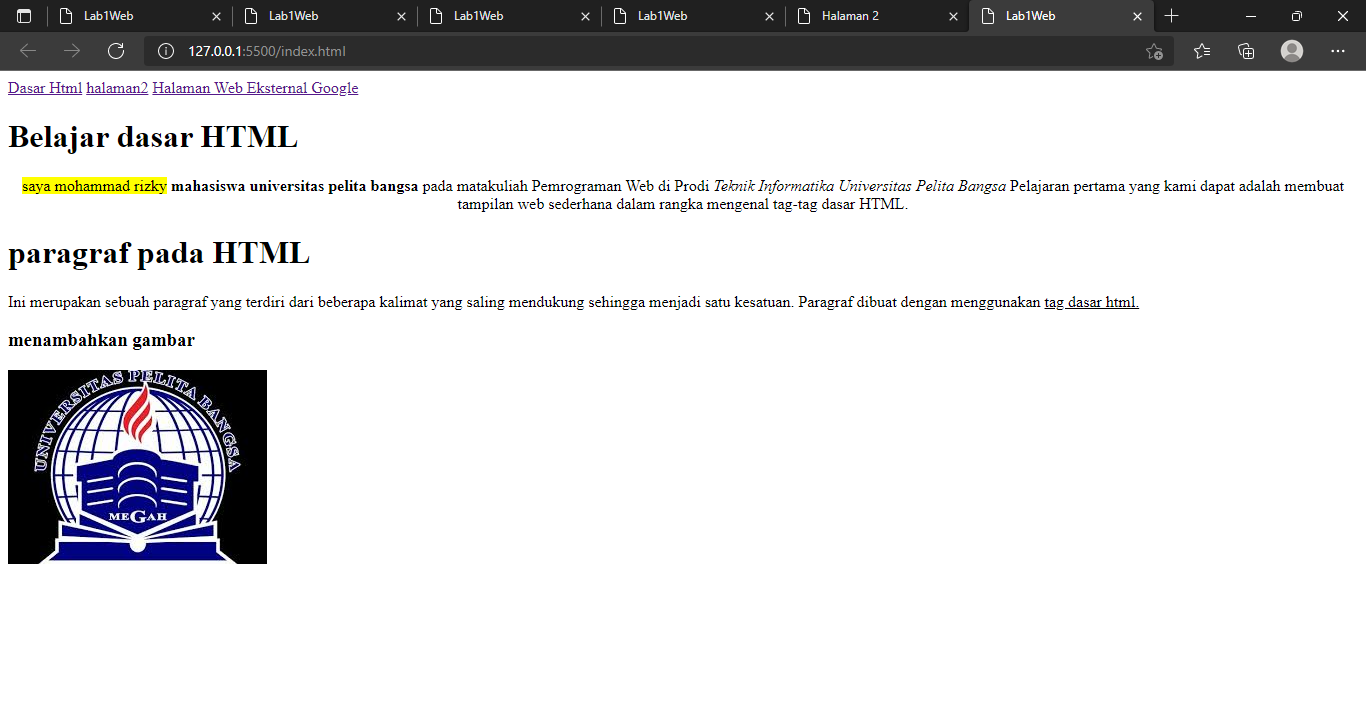 Lab1Web Lab1Web Lab1Web Lab1Web Halaman 2 Lab1Web
127.0.0.1:5500/index.html
Dasar Html halaman2 Halaman Web Eksternal Google
Belajar dasar HTML
saya mohammad rizky mahasiswa universitas pelita bangsa pada matakuliah Pemrograman Web di Prodi Teknik Informatika Universitas Pelita Bangsa Pelajaran pertama yang kami dapat adalah membuat
tampilan web sederhana dalam rangka mengenal tag-tag dasar HTML.
paragraf pada HTML
Ini merupakan sebuah paragraf yang terdiri dari beberapa kalimat yang saling mendukung sehingga menjadi satu kesatuan. Paragraf dibuat dengan menggunakan tag dasar html.
menambahkan gambar
UNIVERSITAS PELITA BANGSA
MEGAH